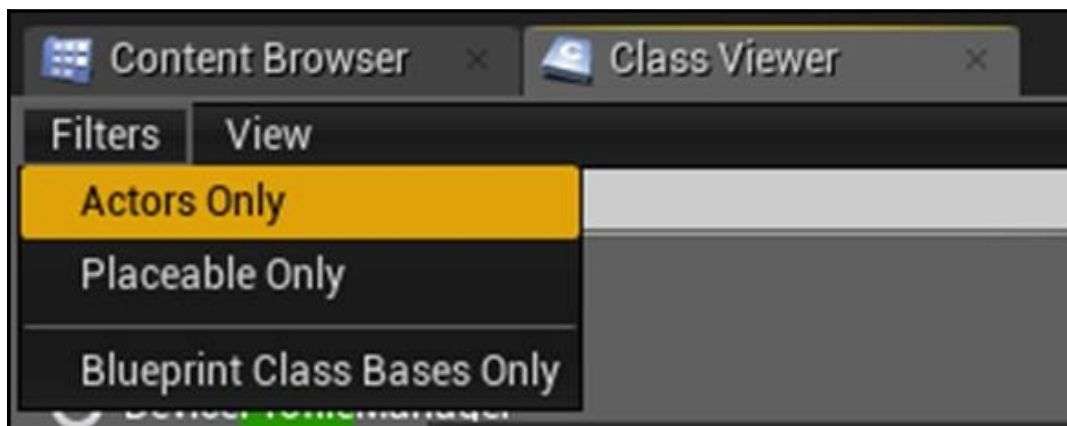 Content Browser Class Viewer
Filters View
Actors Only
Placeable Only
Blueprint Class Bases Only